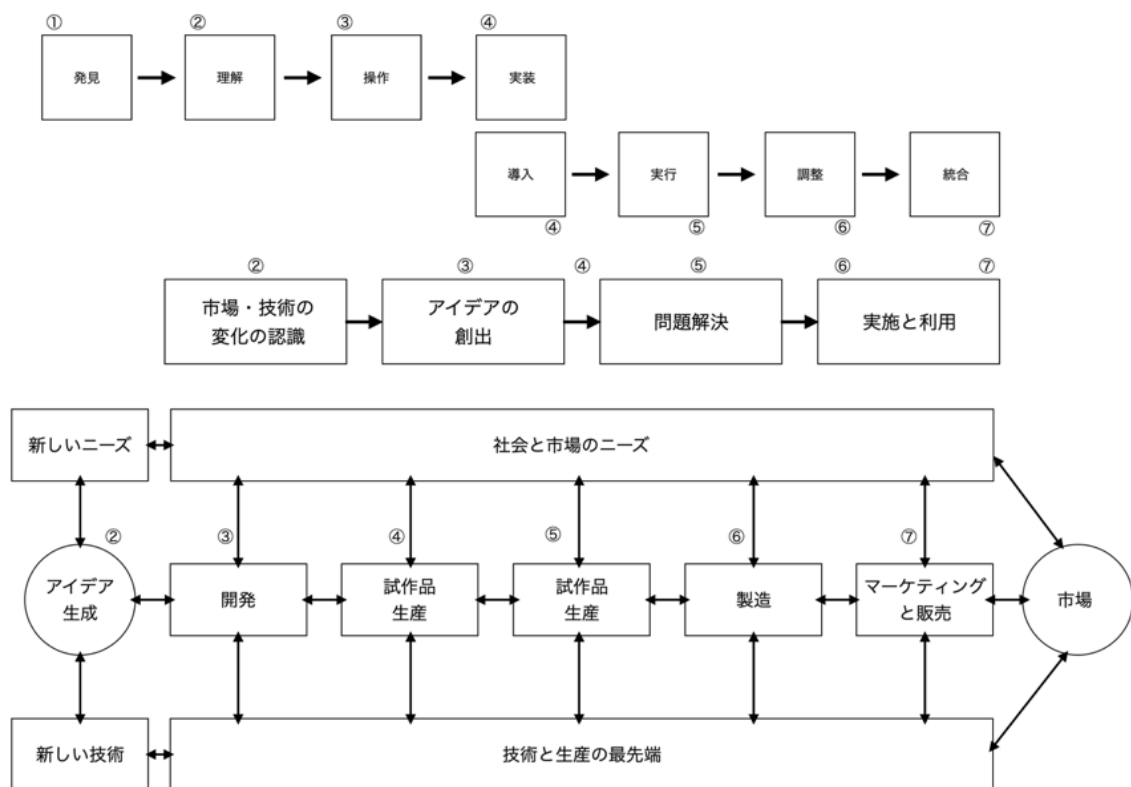 ① ② ③ ④
発見 理解 操作 実装
導入 実行 調整 統合
④ ⑤ ⑥ ⑦
② ③ ④ ⑤ ⑥ ⑦
市場・技術の
変化の認識
アイデアの
創出
問題解決
実施と利用
新しいニーズ
社会と市場のニーズ
② ③ ④ ⑤ ⑥ ⑦
アイデア
生成
開発
試作品
生産
試作品
生産
製造
マーケティング
と販売
市場
新しい技術
技術と生産の最先端